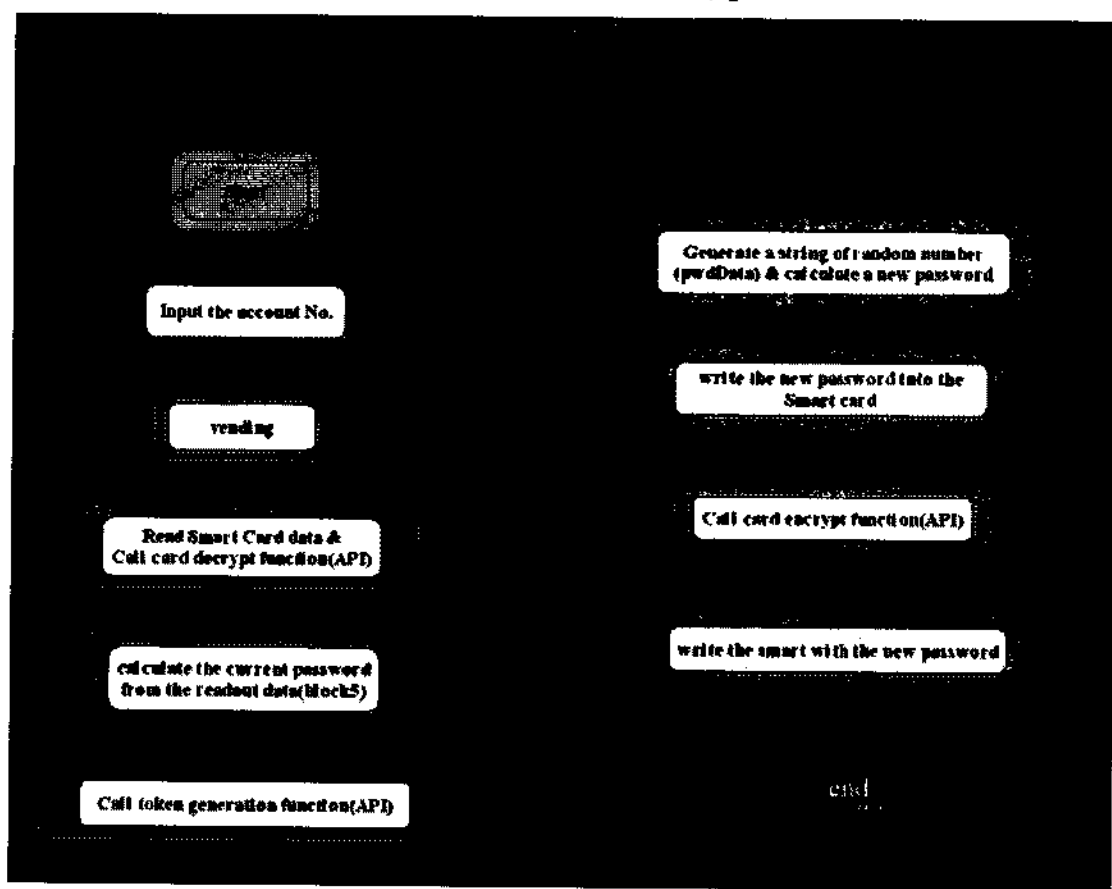 Input the account No.
vending
Read Smart Card data &
Call card decrypt function(API)
calculate the current password
from the readout data(block5)
Call token generation function(API)
Generate a string of random number
(pwdData) & calculate a new password
write the new password into the
Smart card
Call card encrypt function(API)
write the smart with the new password
end